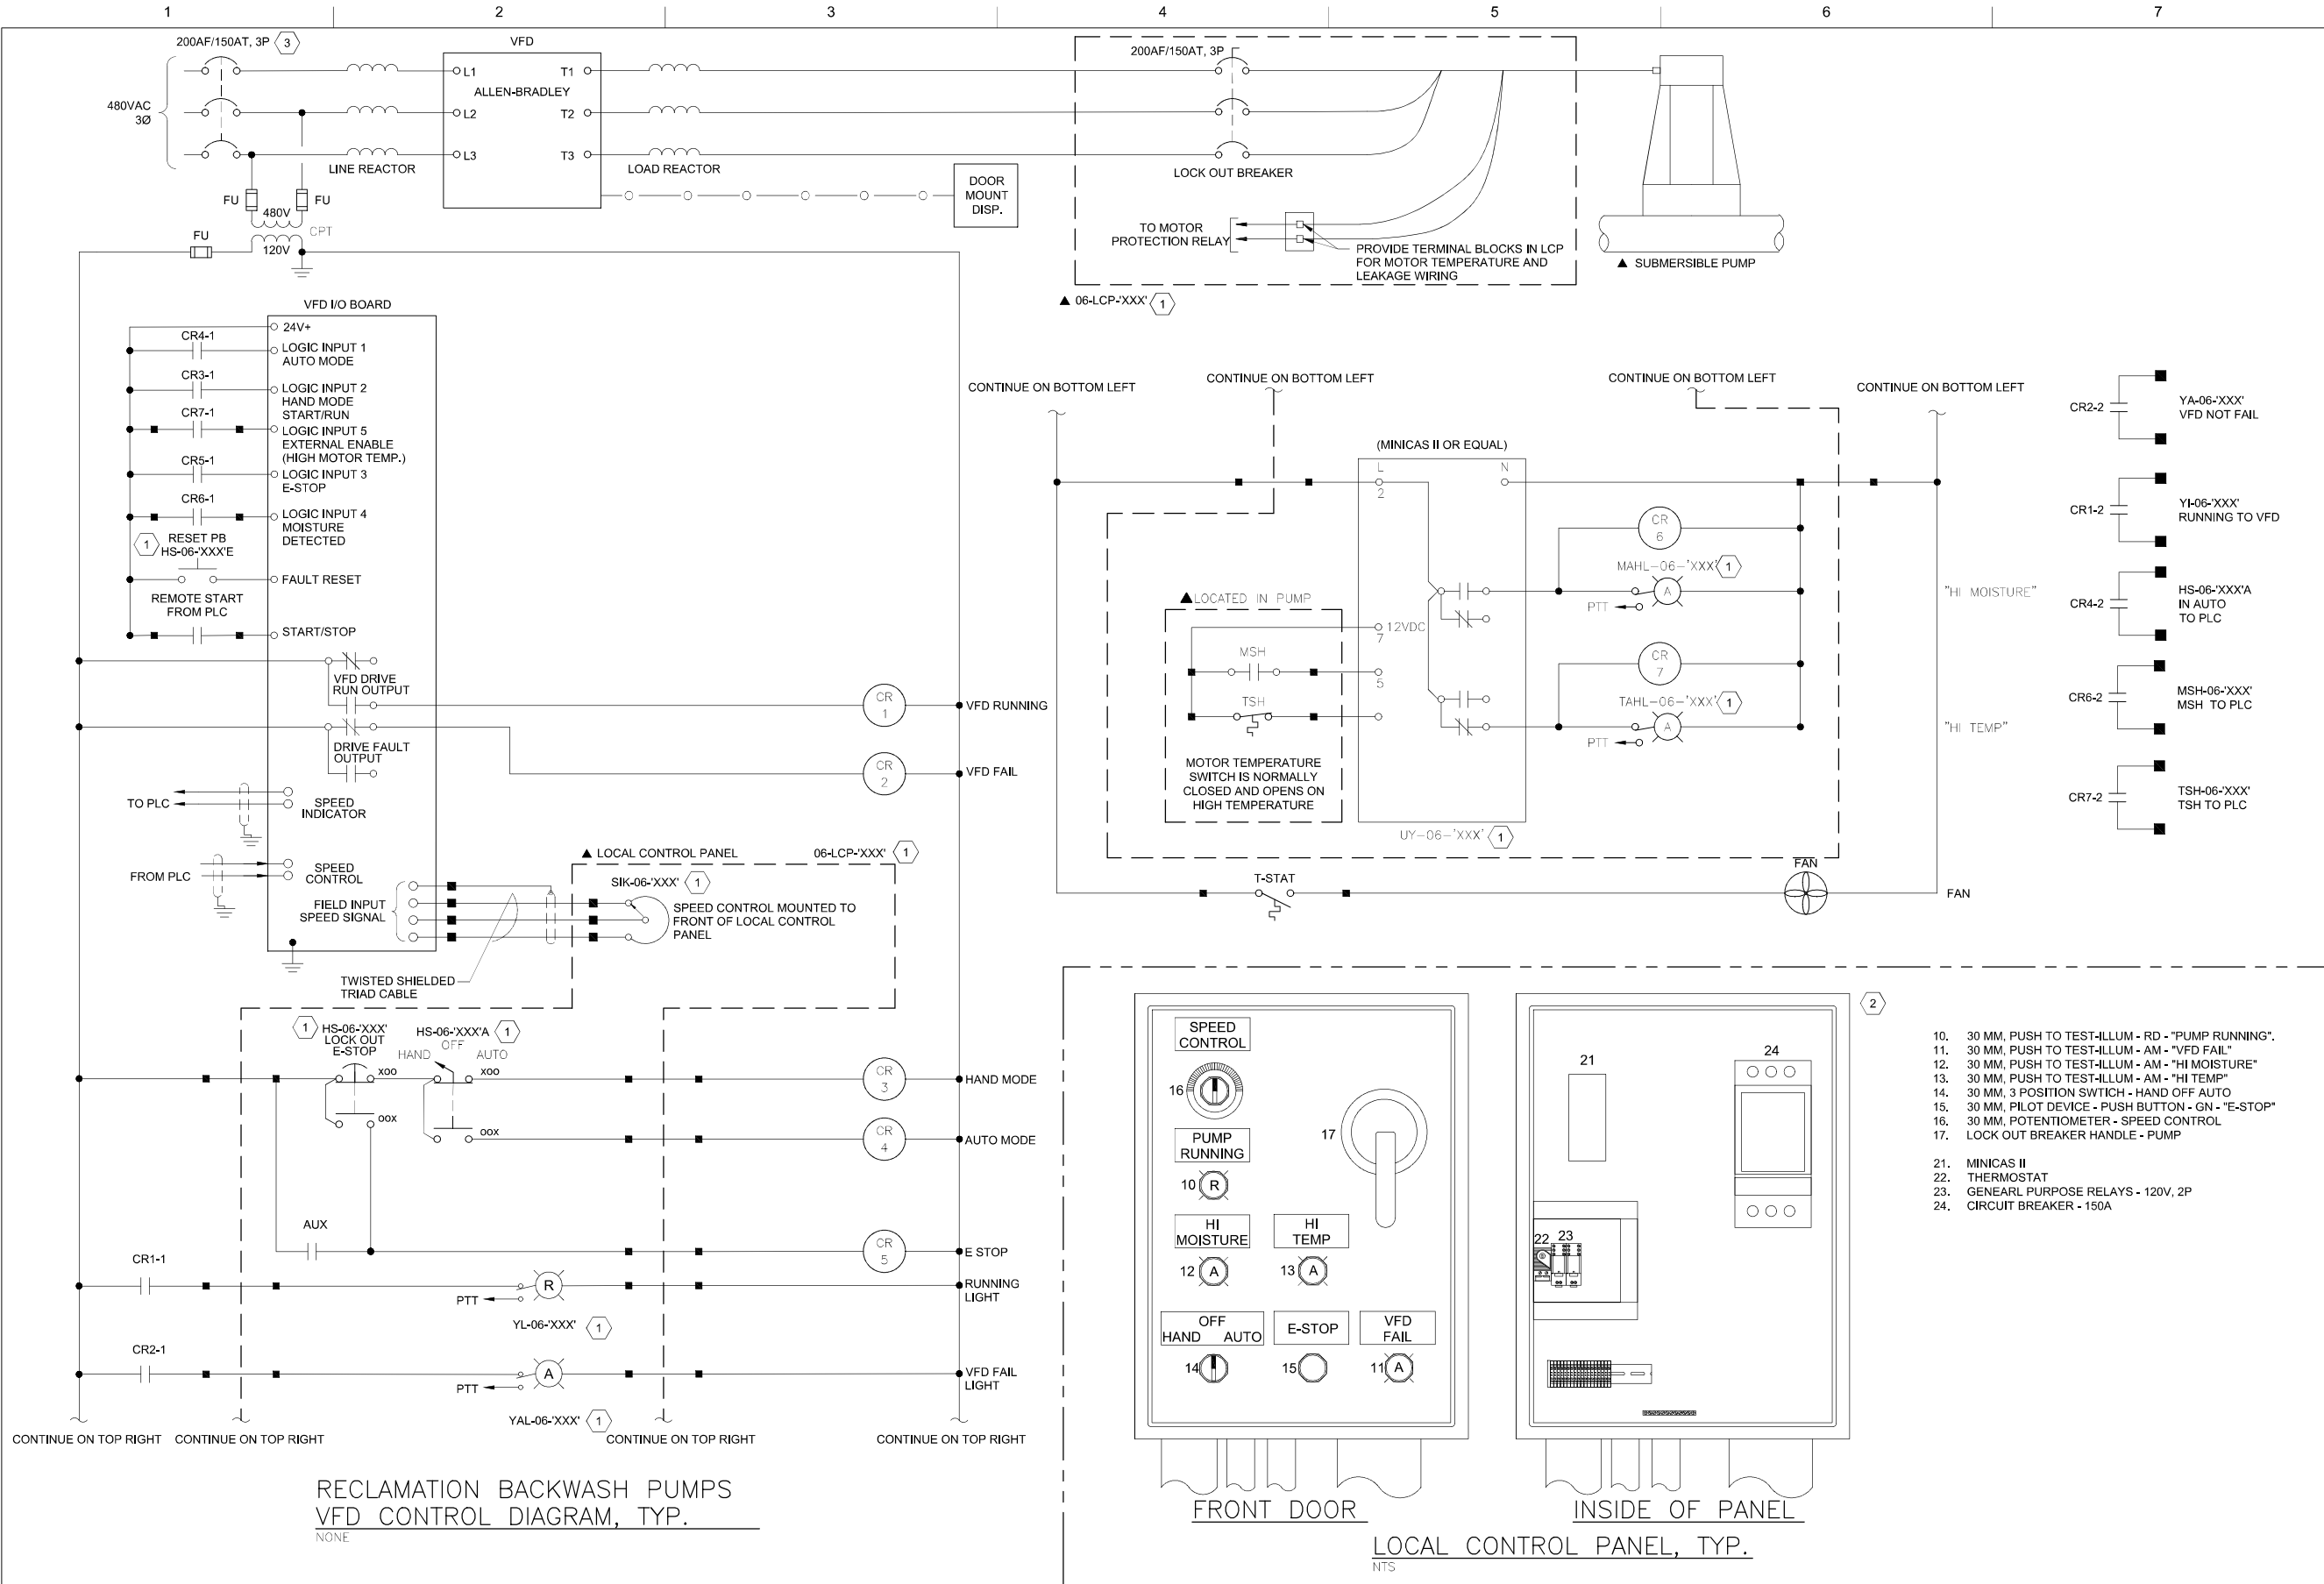 1
2
3
4
5
6
7
200AF/150AT, 3P 3
480VAC
3Ø
VFD
L1
T1
ALLEN-BRADLEY
L2
T2
L3
T3
LINE REACTOR
LOAD REACTOR
FU
FU
480V
CPT
120V
FU
DOOR
MOUNT
DISP.
200AF/150AT, 3P
LOCK OUT BREAKER
TO MOTOR
PROTECTION RELAY
PROVIDE TERMINAL BLOCKS IN LCP
FOR MOTOR TEMPERATURE AND
LEAKAGE WIRING
▲ 06-LCP-'XXX' 1
▲ SUBMERSIBLE PUMP
VFD I/O BOARD
24V+
CR4-1
LOGIC INPUT 1
AUTO MODE
CR3-1
LOGIC INPUT 2
HAND MODE
START/RUN
CR7-1
LOGIC INPUT 5
EXTERNAL ENABLE
(HIGH MOTOR TEMP.)
CR5-1
LOGIC INPUT 3
E-STOP
CR6-1
LOGIC INPUT 4
MOISTURE
DETECTED
1 RESET PB
HS-06-'XXX'E
FAULT RESET
REMOTE START
FROM PLC
START/STOP
VFD DRIVE
RUN OUTPUT
CR
1
VFD RUNNING
DRIVE FAULT
OUTPUT
CR
2
VFD FAIL
TO PLC
SPEED
INDICATOR
FROM PLC
SPEED
CONTROL
FIELD INPUT
SPEED SIGNAL
▲ LOCAL CONTROL PANEL
06-LCP-'XXX' 1
SIK-06-'XXX' 1
SPEED CONTROL MOUNTED TO
FRONT OF LOCAL CONTROL
PANEL
TWISTED SHIELDED
TRIAD CABLE
1 HS-06-'XXX'
LOCK OUT
E-STOP
HS-06-'XXX'A 1
OFF
HAND
AUTO
XOO
XOO
OOX
OOX
CR
3
HAND MODE
CR
4
AUTO MODE
AUX
CR
5
E STOP
CR1-1
R
PTT
YL-06-'XXX' 1
RUNNING
LIGHT
CR2-1
A
PTT
YAL-06-'XXX' 1
VFD FAIL
LIGHT
CONTINUE ON TOP RIGHT
CONTINUE ON TOP RIGHT
CONTINUE ON TOP RIGHT
CONTINUE ON TOP RIGHT
RECLAMATION BACKWASH PUMPS
VFD CONTROL DIAGRAM, TYP.
NONE
CONTINUE ON BOTTOM LEFT
CONTINUE ON BOTTOM LEFT
CONTINUE ON BOTTOM LEFT
CONTINUE ON BOTTOM LEFT
(MINICAS II OR EQUAL)
L
2
N
CR
6
MAHL-06-'XXX' 1
A
PTT
"HI MOISTURE"
▲LOCATED IN PUMP
12VDC
7
MSH
5
TSH
MOTOR TEMPERATURE
SWITCH IS NORMALLY
CLOSED AND OPENS ON
HIGH TEMPERATURE
CR
7
TAHL-06-'XXX' 1
A
PTT
"HI TEMP"
UY-06-'XXX' 1
T-STAT
FAN
FAN
CR2-2
YA-06-'XXX'
VFD NOT FAIL
CR1-2
YI-06-'XXX'
RUNNING TO VFD
CR4-2
HS-06-'XXX'A
IN AUTO
TO PLC
CR6-2
MSH-06-'XXX'
MSH TO PLC
CR7-2
TSH-06-'XXX'
TSH TO PLC
SPEED
CONTROL
16
PUMP
RUNNING
10 R
17
HI
MOISTURE
12 A
HI
TEMP
13 A
OFF
HAND AUTO
14
E-STOP
15
VFD
FAIL
11 A
FRONT DOOR
2
21
24
22 23
INSIDE OF PANEL
LOCAL CONTROL PANEL, TYP.
NTS
10. 30 MM, PUSH TO TEST-ILLUM - RD - "PUMP RUNNING".
11. 30 MM, PUSH TO TEST-ILLUM - AM - "VFD FAIL"
12. 30 MM, PUSH TO TEST-ILLUM - AM - "HI MOISTURE"
13. 30 MM, PUSH TO TEST-ILLUM - AM - "HI TEMP"
14. 30 MM, 3 POSITION SWTICH - HAND OFF AUTO
15. 30 MM, PILOT DEVICE - PUSH BUTTON - GN - "E-STOP"
16. 30 MM, POTENTIOMETER - SPEED CONTROL
17. LOCK OUT BREAKER HANDLE - PUMP
21. MINICAS II
22. THERMOSTAT
23. GENEARL PURPOSE RELAYS - 120V, 2P
24. CIRCUIT BREAKER - 150A